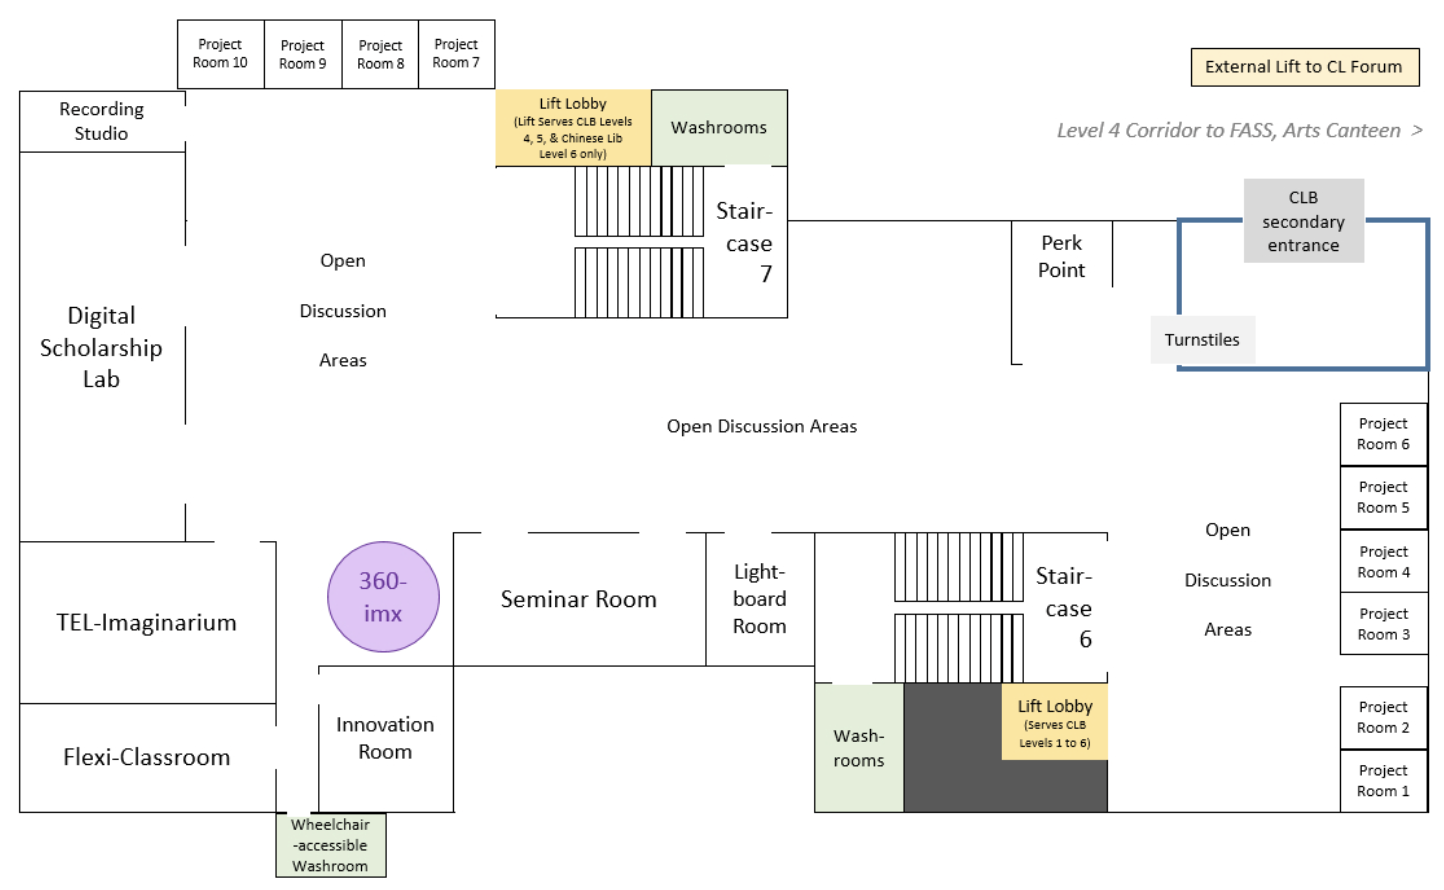 Project
Room 10
Project
Room 9
Project
Room 8
Project
Room 7
External Lift to CL Forum
Recording
Studio
Lift Lobby
(Lift Serves CLB Levels
4, 5, & Chinese Lib
Level 6 only)
Washrooms
Level 4 Corridor to FASS, Arts Canteen >
Stair-
case
7
Perk
Point
CLB
secondary
entrance
Open
Discussion
Areas
Digital
Scholarship
Lab
Turnstiles
Open Discussion Areas
Project
Room 6
Project
Room 5
Project
Room 4
Project
Room 3
Open
Discussion
Areas
360-
imx
TEL-Imaginarium
Seminar Room
Light-
board
Room
Stair-
case
6
Innovation
Room
Flexi-Classroom
Wash-
rooms
Lift Lobby
(Serves CLB
Levels 1 to 6)
Project
Room 2
Project
Room 1
Wheelchair
-accessible
Washroom